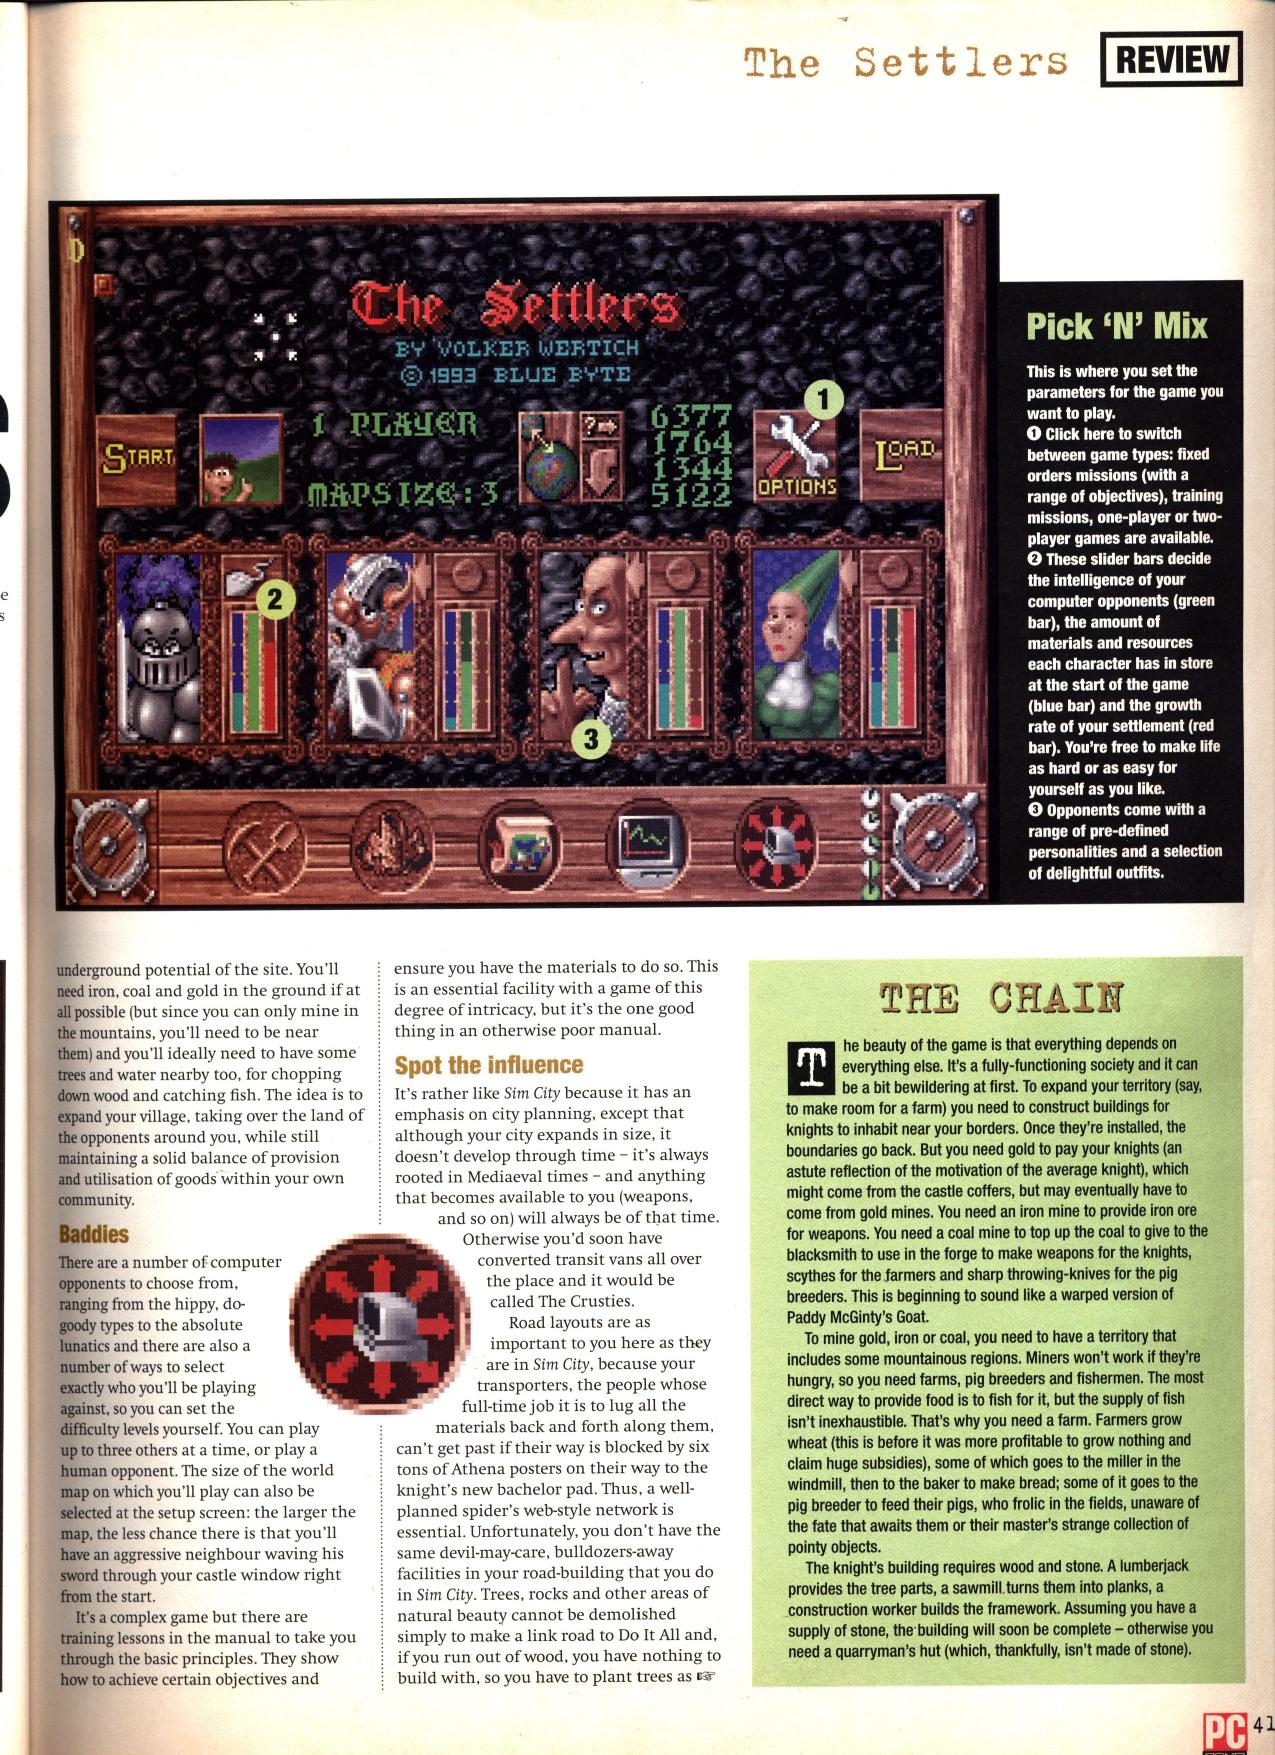 The Settlers REVIEW
D
The Settlers
BY VOLKER WERTICH
© 1993 BLUE BYTE
START
1 PLAYER
MAPSIZE:3
6377
1764
1344
5122
OPTIONS
LOAD
1
2
3
Pick ‘N’ Mix
This is where you set the
parameters for the game you
want to play.
❶ Click here to switch
between game types: fixed
orders missions (with a
range of objectives), training
missions, one-player or two-
player games are available.
❷ These slider bars decide
the intelligence of your
computer opponents (green
bar), the amount of
materials and resources
each character has in store
at the start of the game
(blue bar) and the growth
rate of your settlement (red
bar). You're free to make life
as hard or as easy for
yourself as you like.
❸ Opponents come with a
range of pre-defined
personalities and a selection
of delightful outfits.
underground potential of the site. You'll
need iron, coal and gold in the ground if at
all possible (but since you can only mine in
the mountains, you'll need to be near
them) and you'll ideally need to have some
trees and water nearby too, for chopping
down wood and catching fish. The idea is to
expand your village, taking over the land of
the opponents around you, while still
maintaining a solid balance of provision
and utilisation of goods within your own
community.
Baddies
There are a number of computer
opponents to choose from,
ranging from the hippy, do-
goody types to the absolute
lunatics and there are also a
number of ways to select
exactly who you'll be playing
against, so you can set the
difficulty levels yourself. You can play
up to three others at a time, or play a
human opponent. The size of the world
map on which you'll play can also be
selected at the setup screen: the larger the
map, the less chance there is that you'll
have an aggressive neighbour waving his
sword through your castle window right
from the start.
It's a complex game but there are
training lessons in the manual to take you
through the basic principles. They show
how to achieve certain objectives and
ensure you have the materials to do so. This
is an essential facility with a game of this
degree of intricacy, but it's the one good
thing in an otherwise poor manual.
Spot the influence
It's rather like Sim City because it has an
emphasis on city planning, except that
although your city expands in size, it
doesn't develop through time – it's always
rooted in Mediaeval times – and anything
that becomes available to you (weapons,
and so on) will always be of that time.
Otherwise you'd soon have
converted transit vans all over
the place and it would be
called The Crusties.
Road layouts are as
important to you here as they
are in Sim City, because your
transporters, the people whose
full-time job it is to lug all the
materials back and forth along them,
can't get past if their way is blocked by six
tons of Athena posters on their way to the
knight's new bachelor pad. Thus, a well-
planned spider's web-style network is
essential. Unfortunately, you don't have the
same devil-may-care, bulldozers-away
facilities in your road-building that you do
in Sim City. Trees, rocks and other areas of
natural beauty cannot be demolished
simply to make a link road to Do It All and,
if you run out of wood, you have nothing to
build with, so you have to plant trees as ☞
THE CHAIN
The beauty of the game is that everything depends on
everything else. It's a fully-functioning society and it can
be a bit bewildering at first. To expand your territory (say,
to make room for a farm) you need to construct buildings for
knights to inhabit near your borders. Once they're installed, the
boundaries go back. But you need gold to pay your knights (an
astute reflection of the motivation of the average knight), which
might come from the castle coffers, but may eventually have to
come from gold mines. You need an iron mine to provide iron ore
for weapons. You need a coal mine to top up the coal to give to the
blacksmith to use in the forge to make weapons for the knights,
scythes for the farmers and sharp throwing-knives for the pig
breeders. This is beginning to sound like a warped version of
Paddy McGinty's Goat.
To mine gold, iron or coal, you need to have a territory that
includes some mountainous regions. Miners won't work if they're
hungry, so you need farms, pig breeders and fishermen. The most
direct way to provide food is to fish for it, but the supply of fish
isn't inexhaustible. That's why you need a farm. Farmers grow
wheat (this is before it was more profitable to grow nothing and
claim huge subsidies), some of which goes to the miller in the
windmill, then to the baker to make bread; some of it goes to the
pig breeder to feed their pigs, who frolic in the fields, unaware of
the fate that awaits them or their master's strange collection of
pointy objects.
The knight's building requires wood and stone. A lumberjack
provides the tree parts, a sawmill turns them into planks, a
construction worker builds the framework. Assuming you have a
supply of stone, the building will soon be complete – otherwise you
need a quarryman's hut (which, thankfully, isn't made of stone).
PC 41